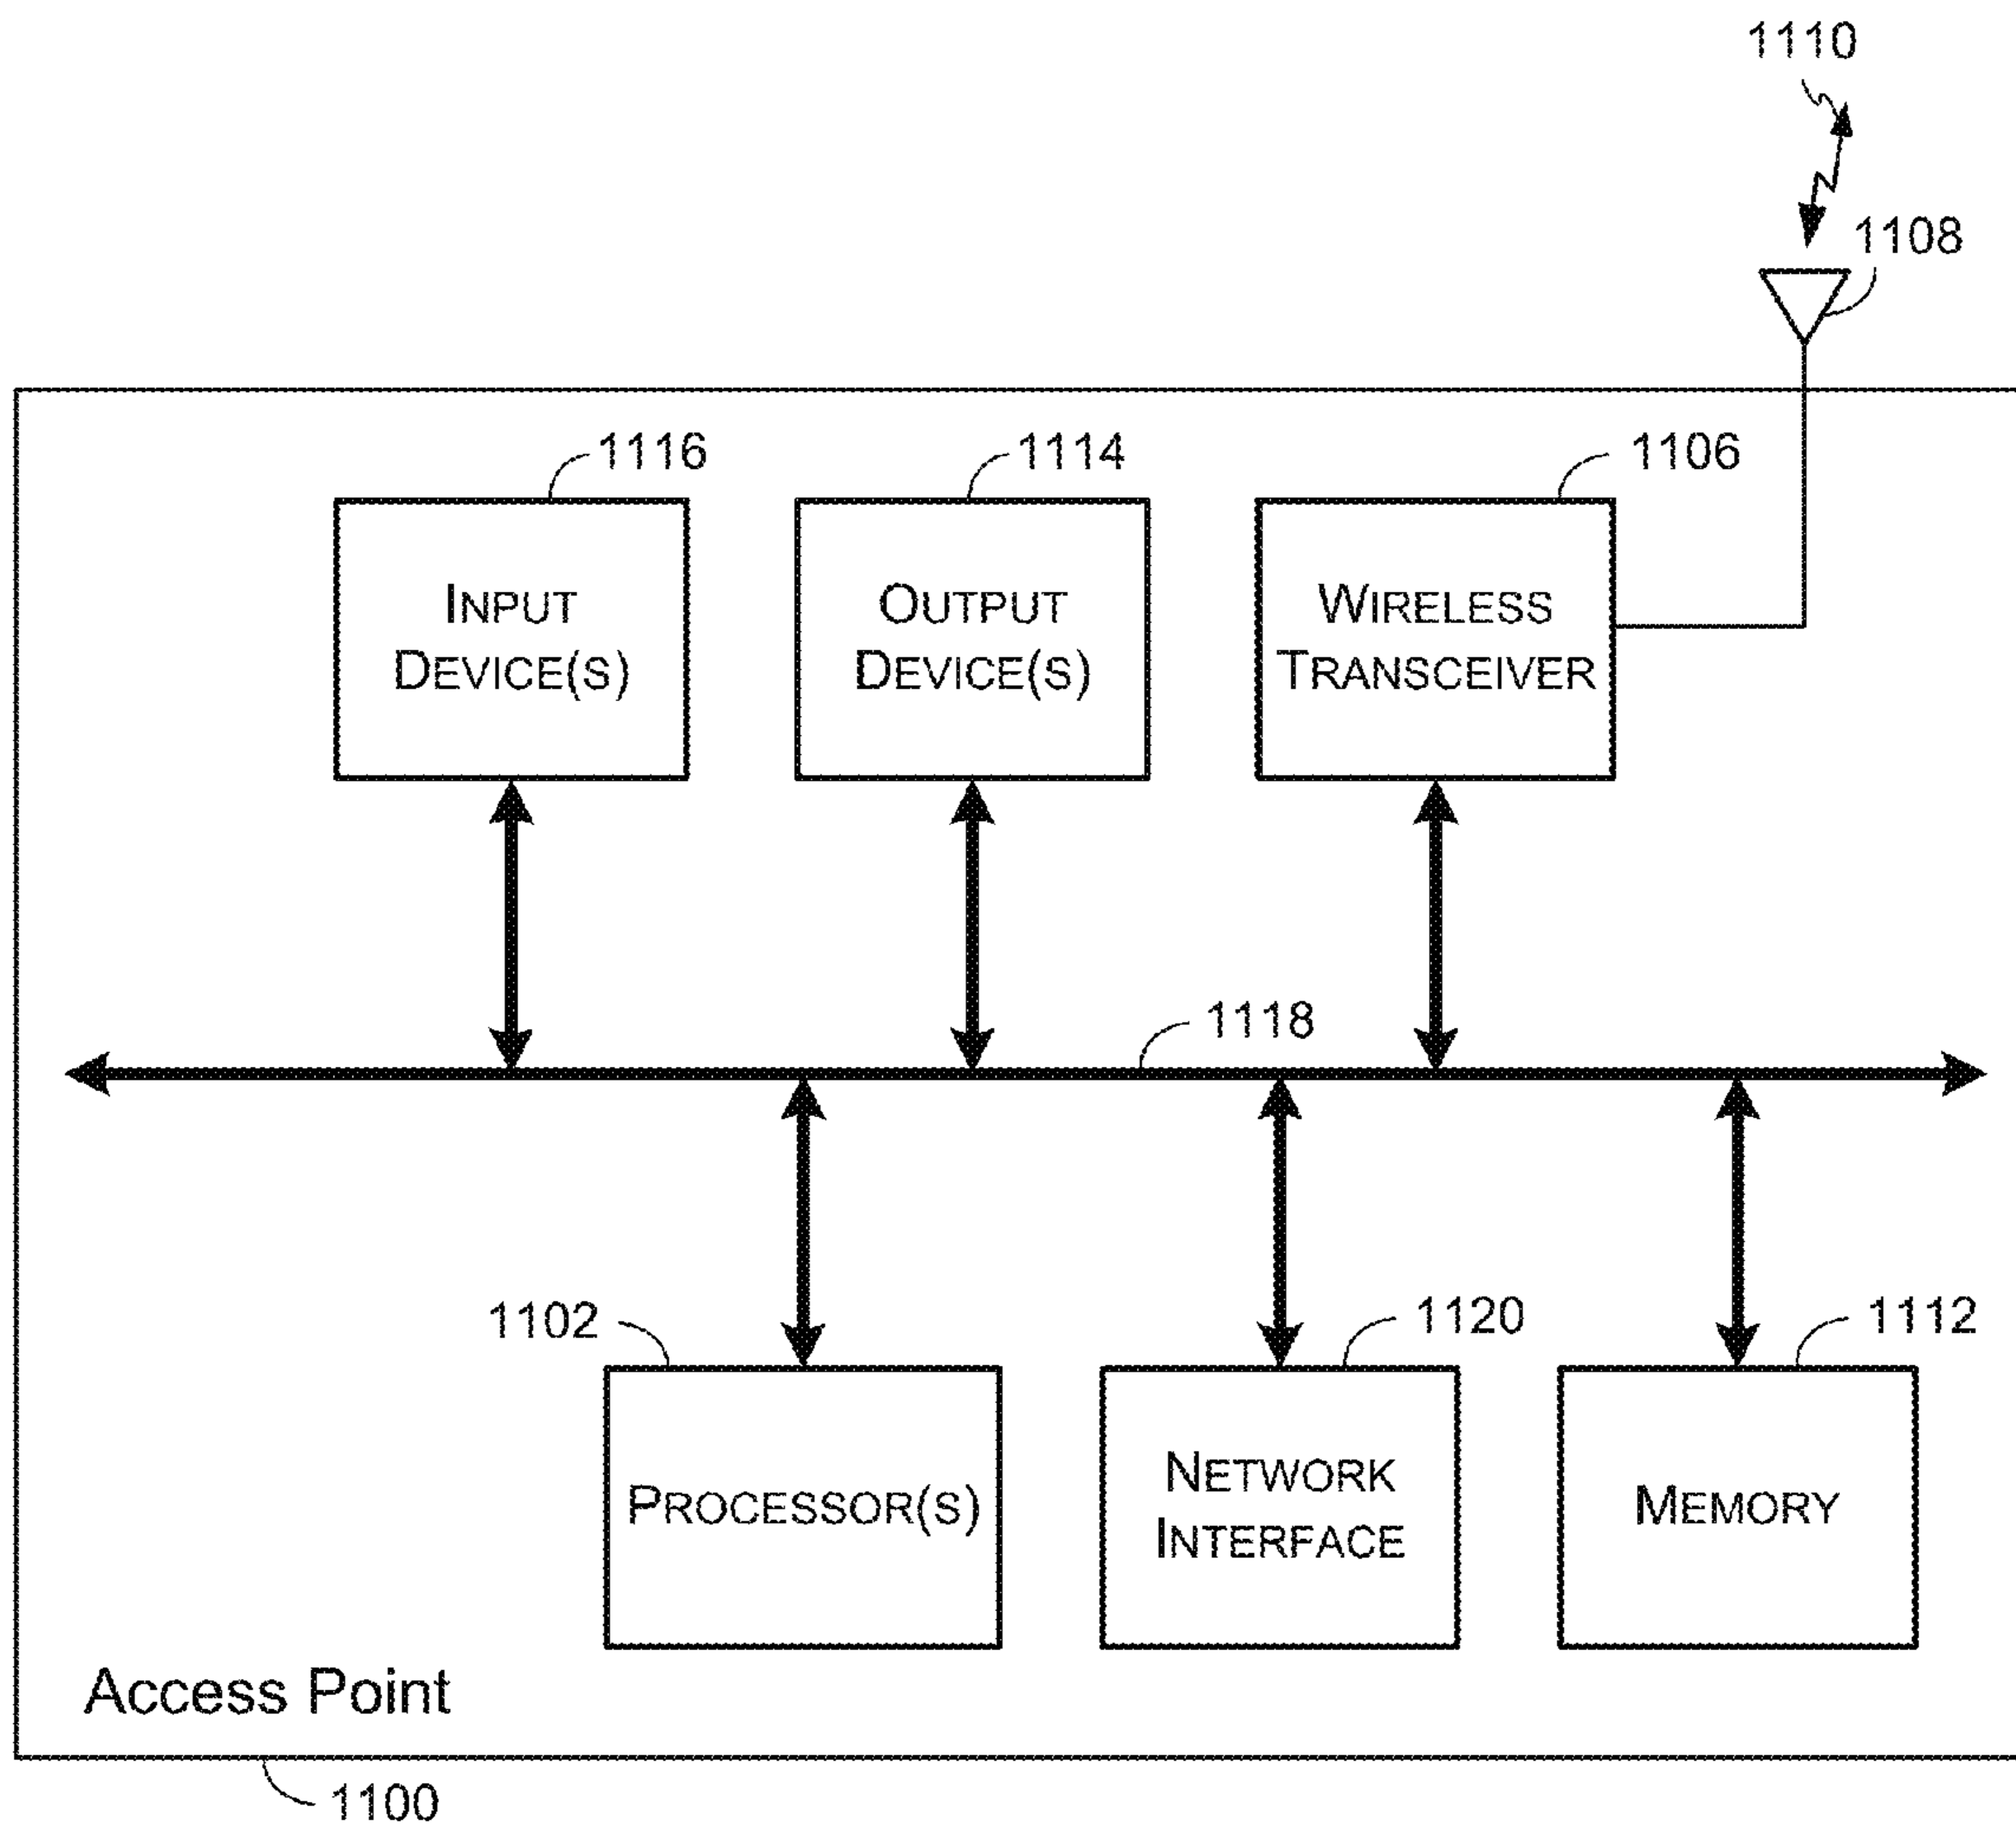 1110
1108
1116
1114
1106
INPUT
DEVICE(S)
OUTPUT
DEVICE(S)
WIRELESS
TRANSCEIVER
1118
1102
1120
1112
PROCESSOR(S)
NETWORK
INTERFACE
MEMORY
Access Point
1100